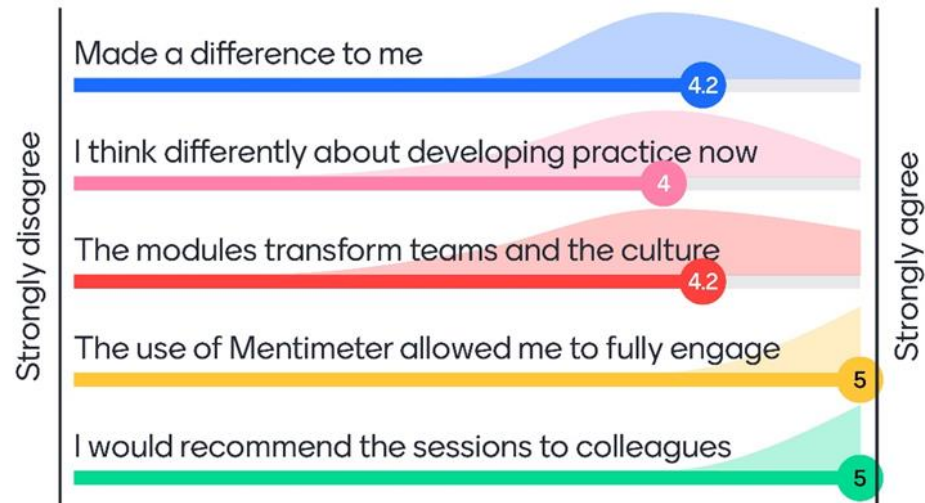 Strongly disagree
Made a difference to me
4.2
I think differently about developing practice now
4
The modules transform teams and the culture
4.2
The use of Mentimeter allowed me to fully engage
5
I would recommend the sessions to colleagues
5
Strongly agree